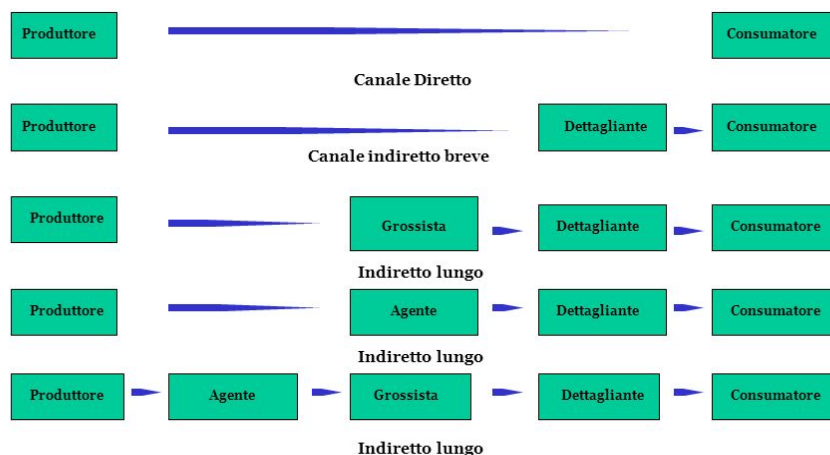 Produttore Consumatore
Canale Diretto
Produttore Dettagliante Consumatore
Canale indiretto breve
Produttore Grossista Dettagliante Consumatore
Indiretto lungo
Produttore Agente Dettagliante Consumatore
Indiretto lungo
Produttore Agente Grossista Dettagliante Consumatore
Indiretto lungo